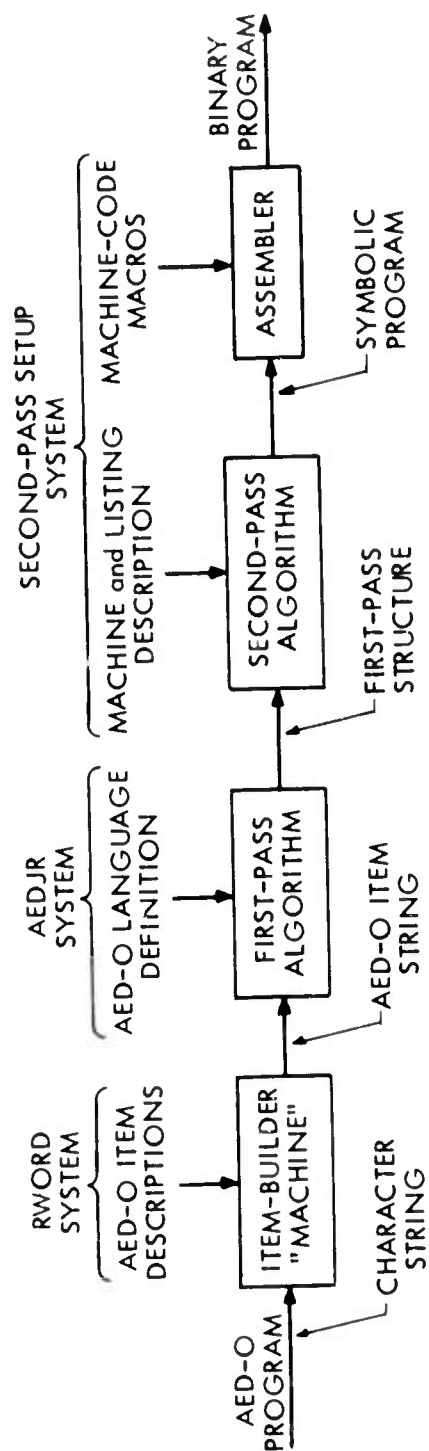 RWORD
SYSTEM
AED-O ITEM
DESCRIPTIONS
AEDJR
SYSTEM
AED-O LANGUAGE
DEFINITION
SECOND-PASS SETUP
SYSTEM
MACHINE and LISTING
DESCRIPTION
MACHINE-CODE
MACROS
AED-O
PROGRAM
ITEM-BUILDER
"MACHINE"
FIRST-PASS
ALGORITHM
SECOND-PASS
ALGORITHM
ASSEMBLER
BINARY
PROGRAM
CHARACTER
STRING
AED-O ITEM
STRING
FIRST-PASS
STRUCTURE
SYMBOLIC
PROGRAM